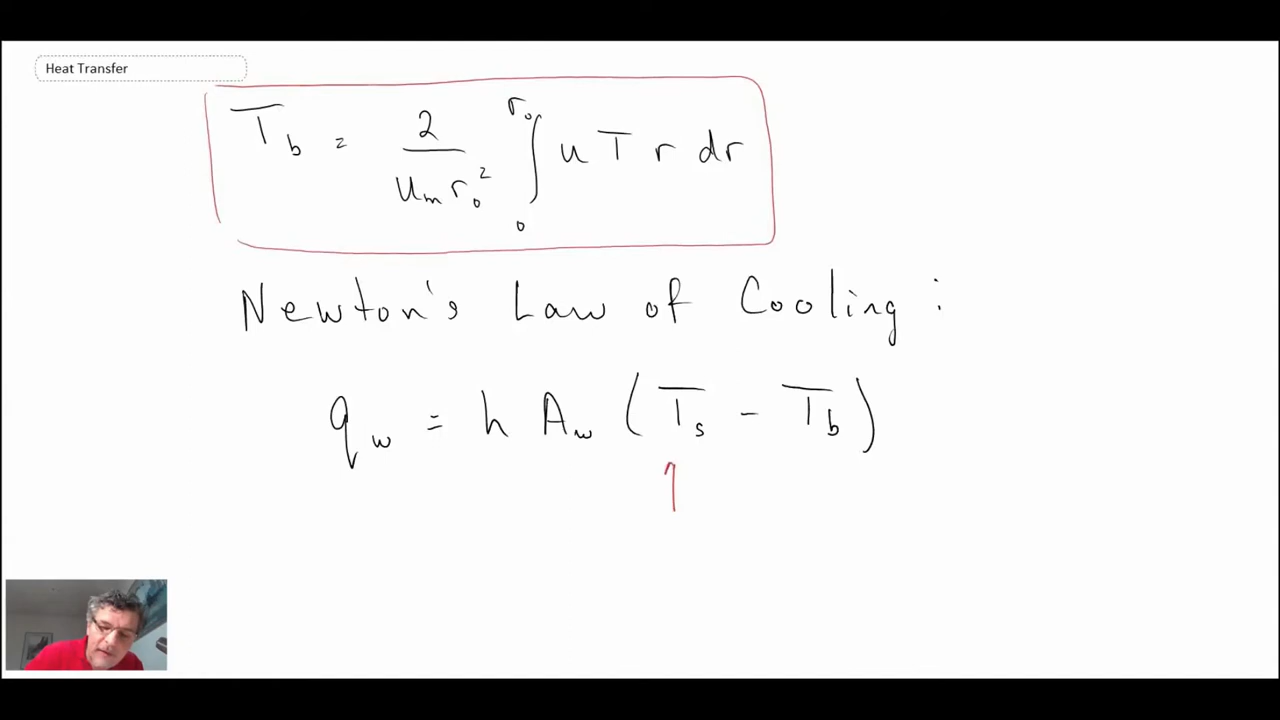 Heat Transfer
T_b = 2 / (u_m r_0^2) ∫_0^{r_0} u T r dr
Newton's Law of Cooling :
q_w = h A_w ( T_s - T_b )